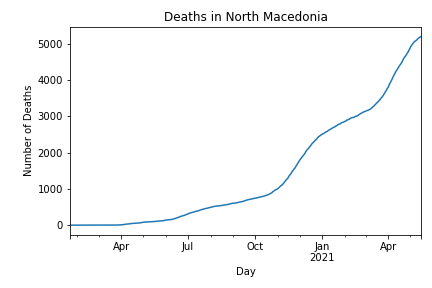 Deaths in North Macedonia
5000
4000
3000
2000
1000
0
Number of Deaths
Apr Jul Oct Jan Apr
2021
Day